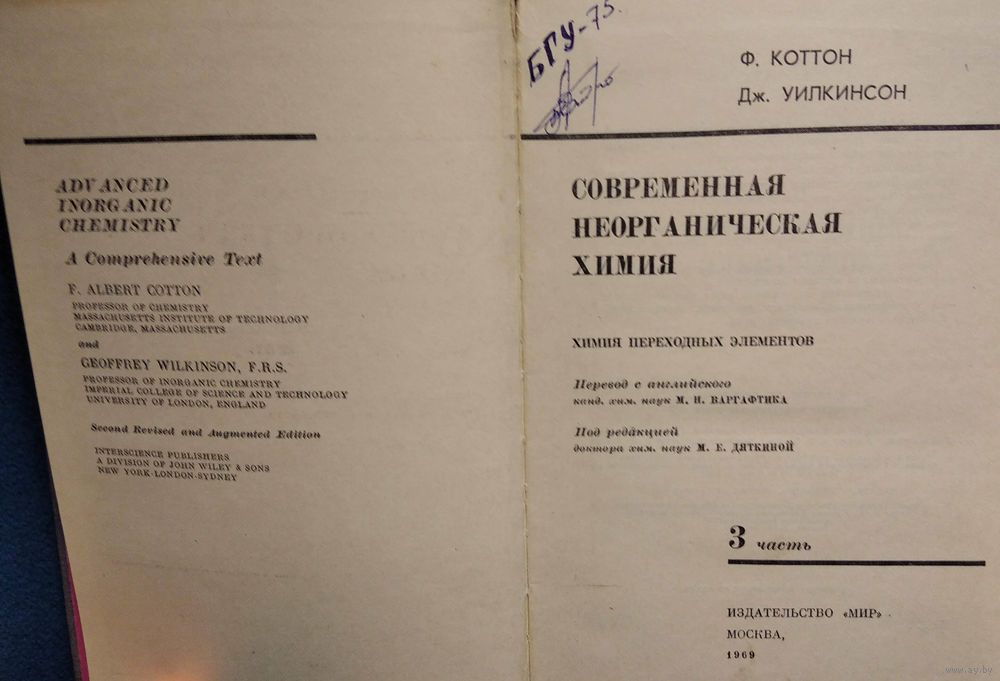 ADVANCED
INORGANIC
CHEMISTRY
A Comprehensive Text
F. ALBERT COTTON
PROFESSOR OF CHEMISTRY
MASSACHUSETTS INSTITUTE OF TECHNOLOGY
CAMBRIDGE, MASSACHUSETTS
and
GEOFFREY WILKINSON, F.R.S.
PROFESSOR OF INORGANIC CHEMISTRY
IMPERIAL COLLEGE OF SCIENCE AND TECHNOLOGY
UNIVERSITY OF LONDON, ENGLAND
Second Revised and Augmented Edition
INTERSCIENCE PUBLISHERS
A DIVISION OF JOHN WILEY & SONS
NEW YORK-LONDON-SYDNEY
БГУ-75.
Ф. КОТТОН
Дж. УИЛКИНСОН
СОВРЕМЕННАЯ
НЕОРГАНИЧЕСКАЯ
ХИМИЯ
ХИМИЯ ПЕРЕХОДНЫХ ЭЛЕМЕНТОВ
Перевод с английского
канд. хим. наук М. Н. ВАРГАФТИКА
Под редакцией
доктора хим. наук М. Е. ДЯТКИНОЙ
3 часть
ИЗДАТЕЛЬСТВО «МИР»
МОСКВА,
1969
www.ay.by